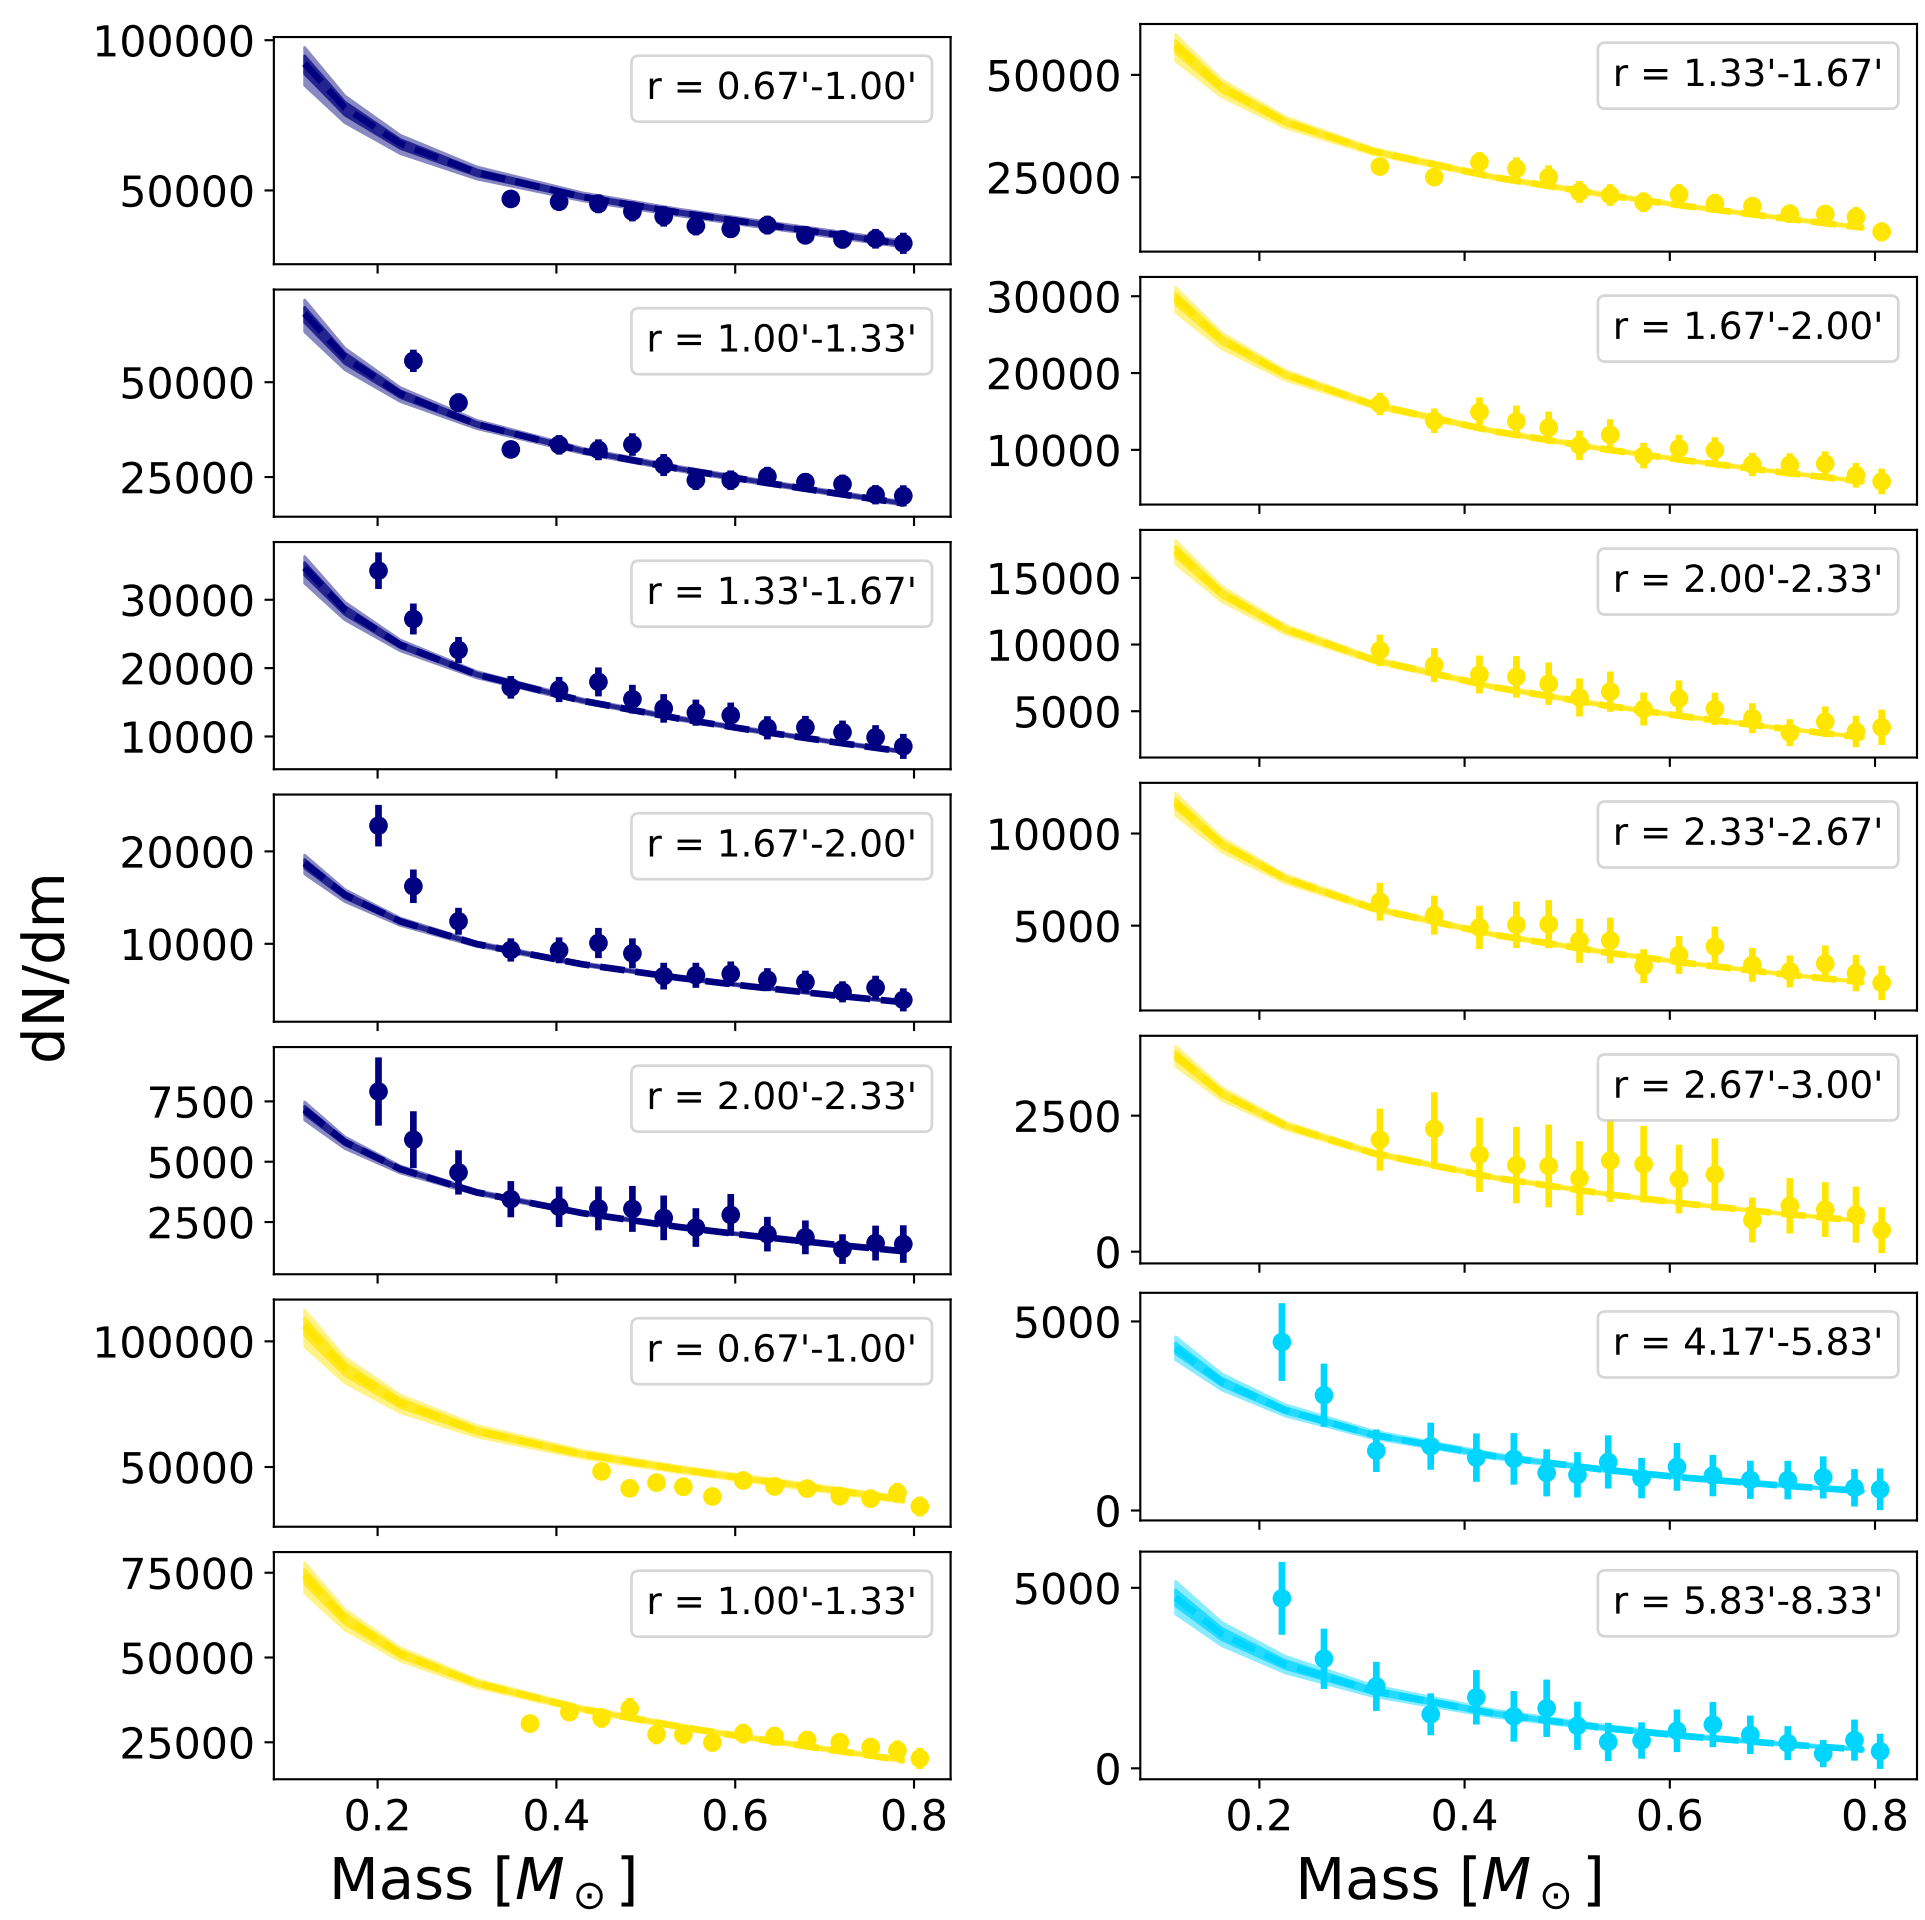 dN/dm
100000
50000
r = 0.67'-1.00'
50000
25000
r = 1.00'-1.33'
30000
20000
10000
r = 1.33'-1.67'
20000
10000
r = 1.67'-2.00'
7500
5000
2500
r = 2.00'-2.33'
100000
50000
r = 0.67'-1.00'
75000
50000
25000
r = 1.00'-1.33'
0.2 0.4 0.6 0.8
Mass [M⊙]
50000
25000
r = 1.33'-1.67'
30000
20000
10000
r = 1.67'-2.00'
15000
10000
5000
r = 2.00'-2.33'
10000
5000
r = 2.33'-2.67'
2500
0
r = 2.67'-3.00'
5000
0
r = 4.17'-5.83'
5000
0
r = 5.83'-8.33'
0.2 0.4 0.6 0.8
Mass [M⊙]